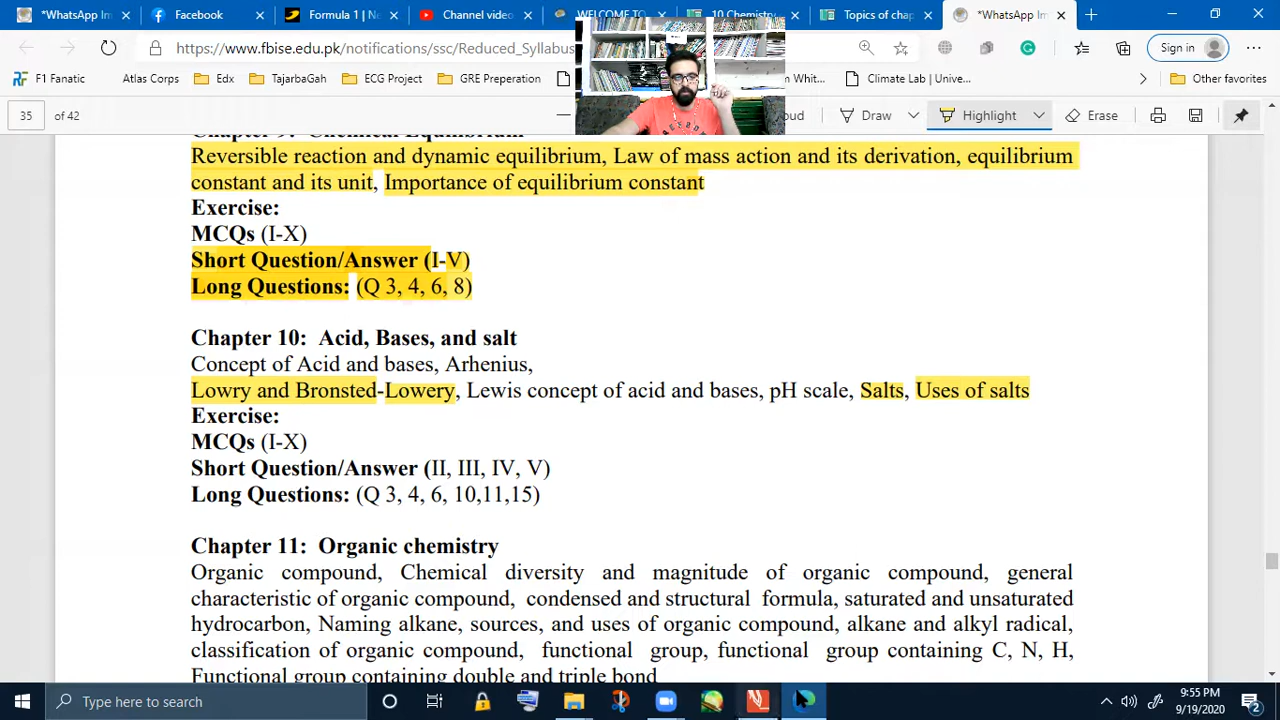 *WhatsApp Im
Facebook
Formula 1 | Ne
Channel video
WELCOME TO
10 Chemistry
Topics of chap
*WhatsApp Im
https://www.fbise.edu.pk/notifications/ssc/Reduced_Syllabus
Sign in
F1 Fanatic
Atlas Corps
Edx
TajarbaGah
ECG Project
GRE Preperation
m Whit...
Climate Lab / Unive...
Other favorites
35 of 42
oud
Draw
Highlight
Erase
Chapter 9: Chemical Equilibrium
Reversible reaction and dynamic equilibrium, Law of mass action and its derivation, equilibrium
constant and its unit, Importance of equilibrium constant
Exercise:
MCQs (I-X)
Short Question/Answer (I-V)
Long Questions: (Q 3, 4, 6, 8)
Chapter 10: Acid, Bases, and salt
Concept of Acid and bases, Arhenius,
Lowry and Bronsted-Lowery, Lewis concept of acid and bases, pH scale, Salts, Uses of salts
Exercise:
MCQs (I-X)
Short Question/Answer (II, III, IV, V)
Long Questions: (Q 3, 4, 6, 10,11,15)
Chapter 11: Organic chemistry
Organic compound, Chemical diversity and magnitude of organic compound, general
characteristic of organic compound, condensed and structural formula, saturated and unsaturated
hydrocarbon, Naming alkane, sources, and uses of organic compound, alkane and alkyl radical,
classification of organic compound, functional group, functional group containing C, N, H,
Functional group containing double and triple bond
Type here to search
9:55 PM
9/19/2020
2